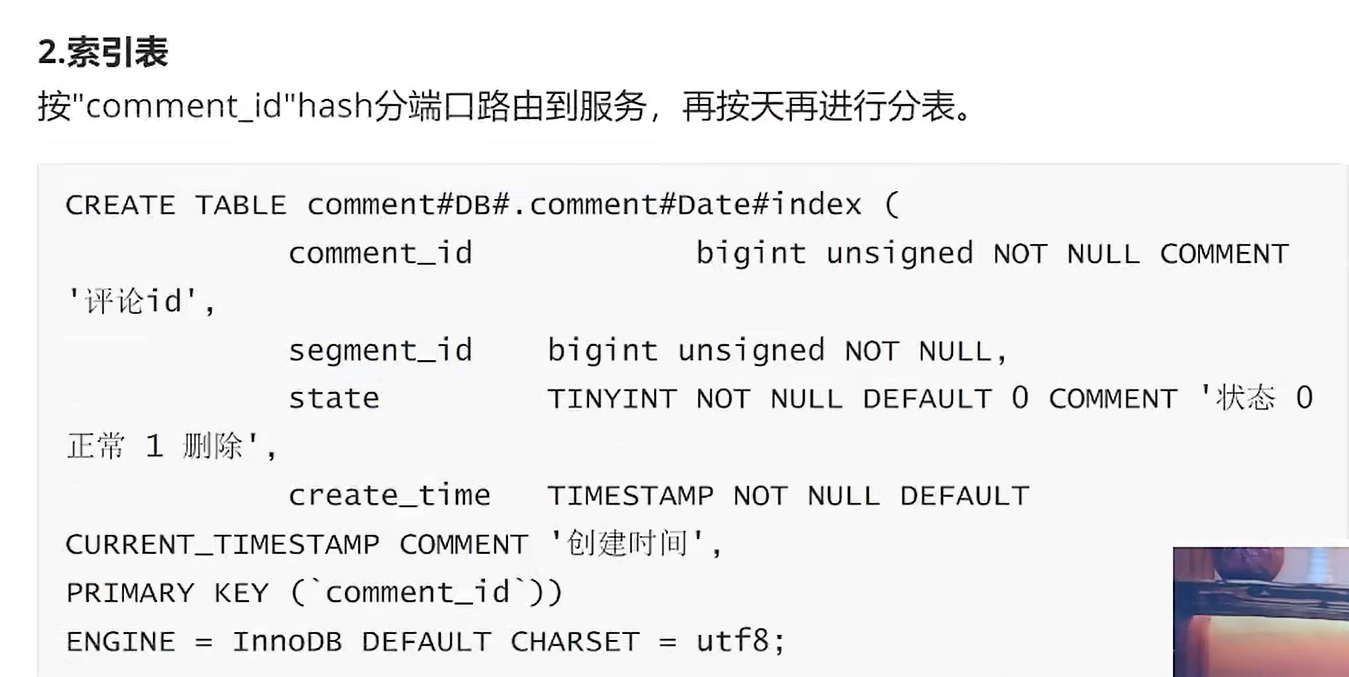 2.索引表
按"comment_id"hash分端口路由到服务，再按天再进行分表。
CREATE TABLE comment#DB#.comment#Date#index (
comment_id bigint unsigned NOT NULL COMMENT
'评论id',
segment_id bigint unsigned NOT NULL,
state TINYINT NOT NULL DEFAULT 0 COMMENT '状态 0
正常 1 删除',
create_time TIMESTAMP NOT NULL DEFAULT
CURRENT_TIMESTAMP COMMENT '创建时间',
PRIMARY KEY (`comment_id`))
ENGINE = InnoDB DEFAULT CHARSET = utf8;